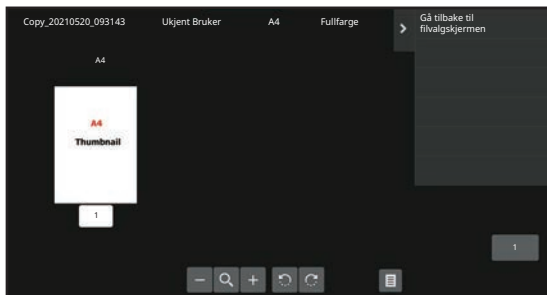 Copy_20210520_093143 Ukjent Bruker A4 Fullfarge
Gå tilbake til
filvalgskjermen
A4
A4
Thumbnail
1
1